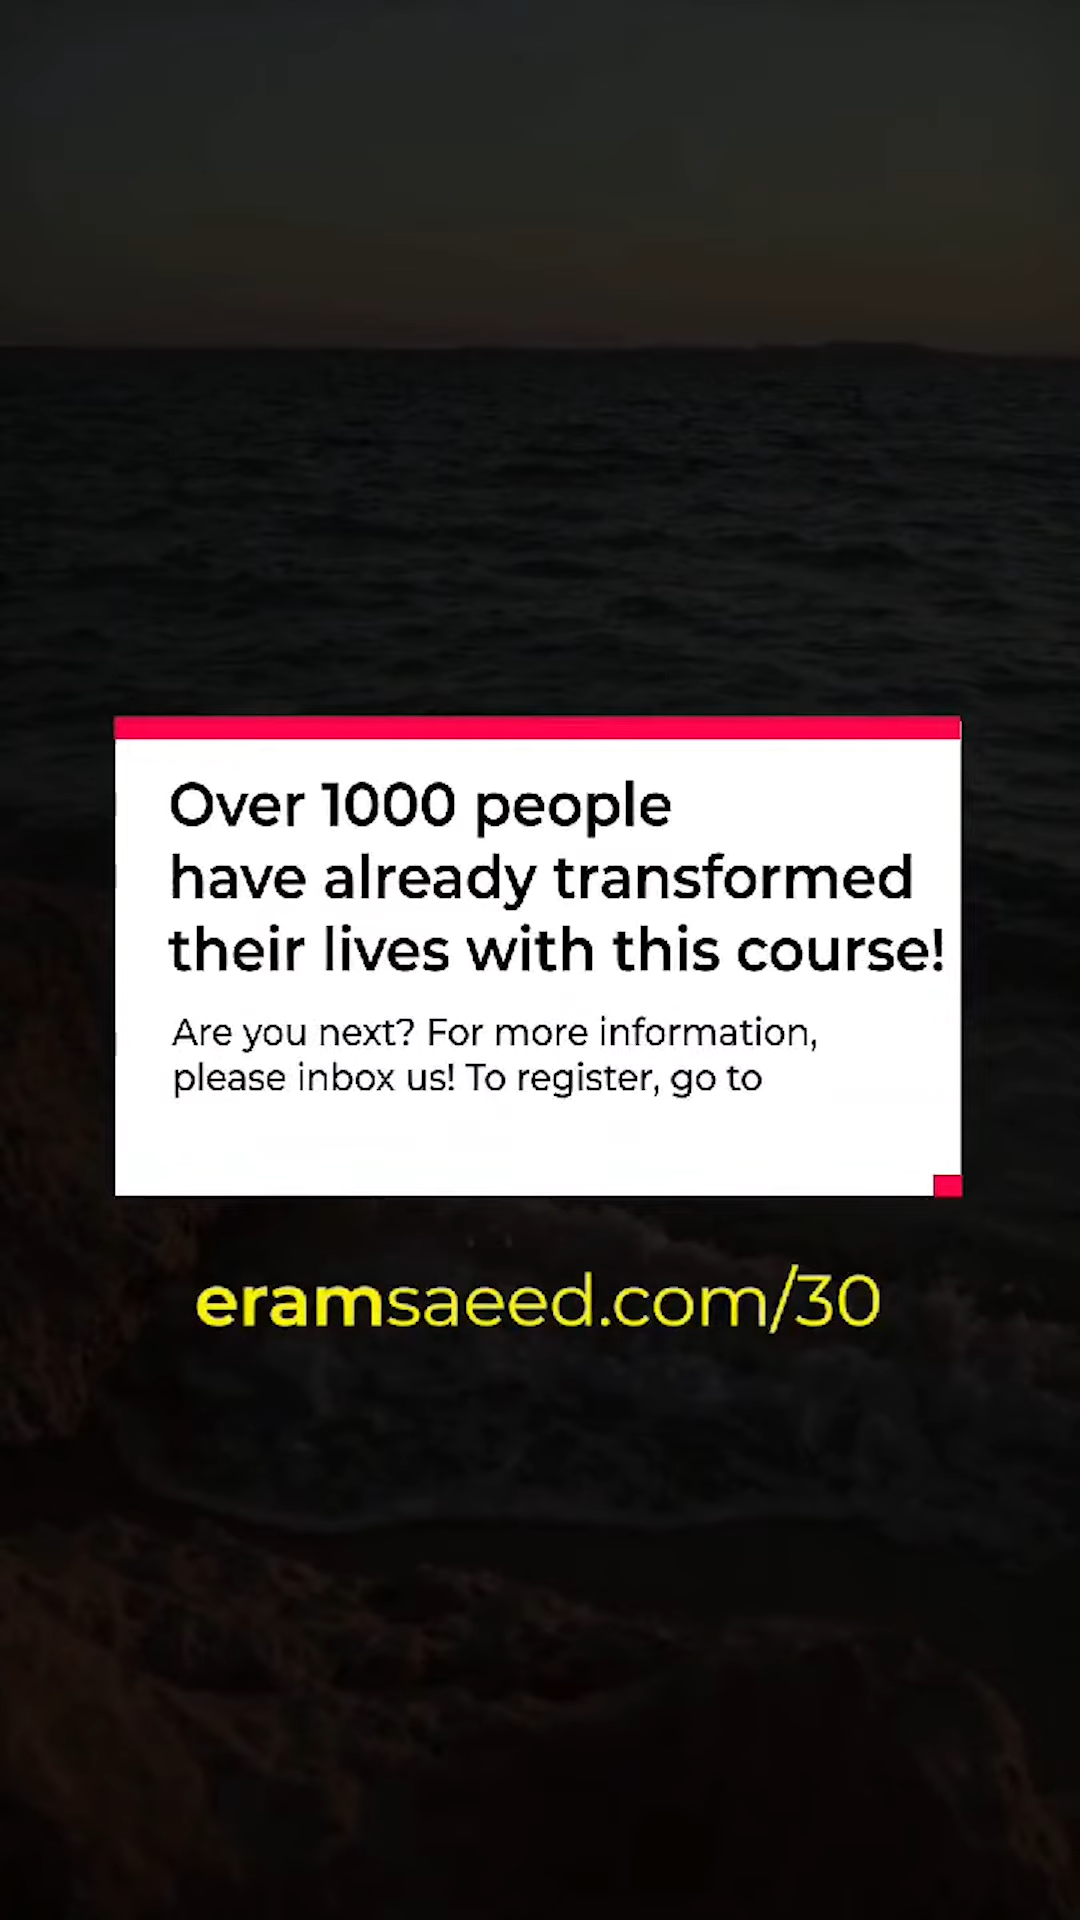 Over 1000 people
have already transformed
their lives with this course!
Are you next? For more information,
please inbox us! To register, go to
eramsaeed.com/30